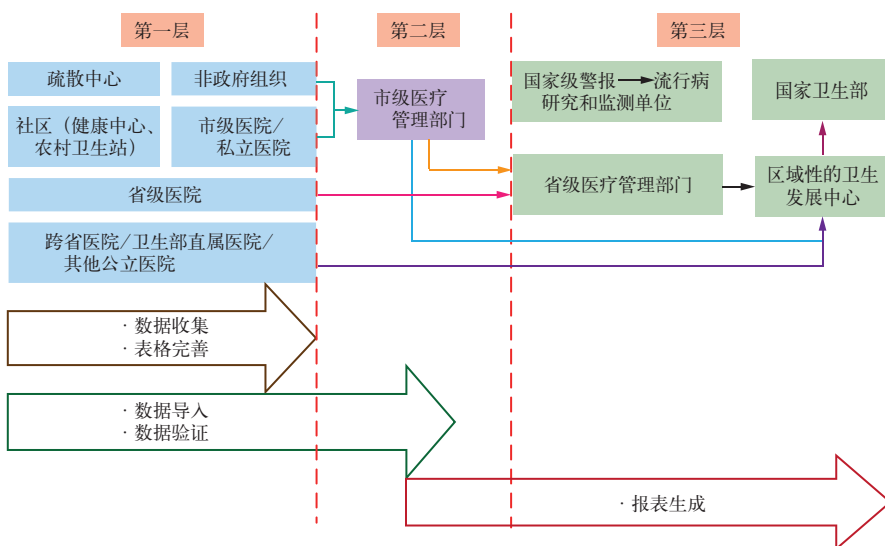 第一层
第二层
第三层
疏散中心
非政府组织
社区（健康中心、
农村卫生站）
市级医院/
私立医院
省级医院
跨省医院/卫生部直属医院/
其他公立医院
市级医疗
管理部门
国家级警报
流行病
研究和监测单位
国家卫生部
省级医疗管理部门
区域性的卫生
发展中心
· 数据收集
· 表格完善
· 数据导入
· 数据验证
· 报表生成